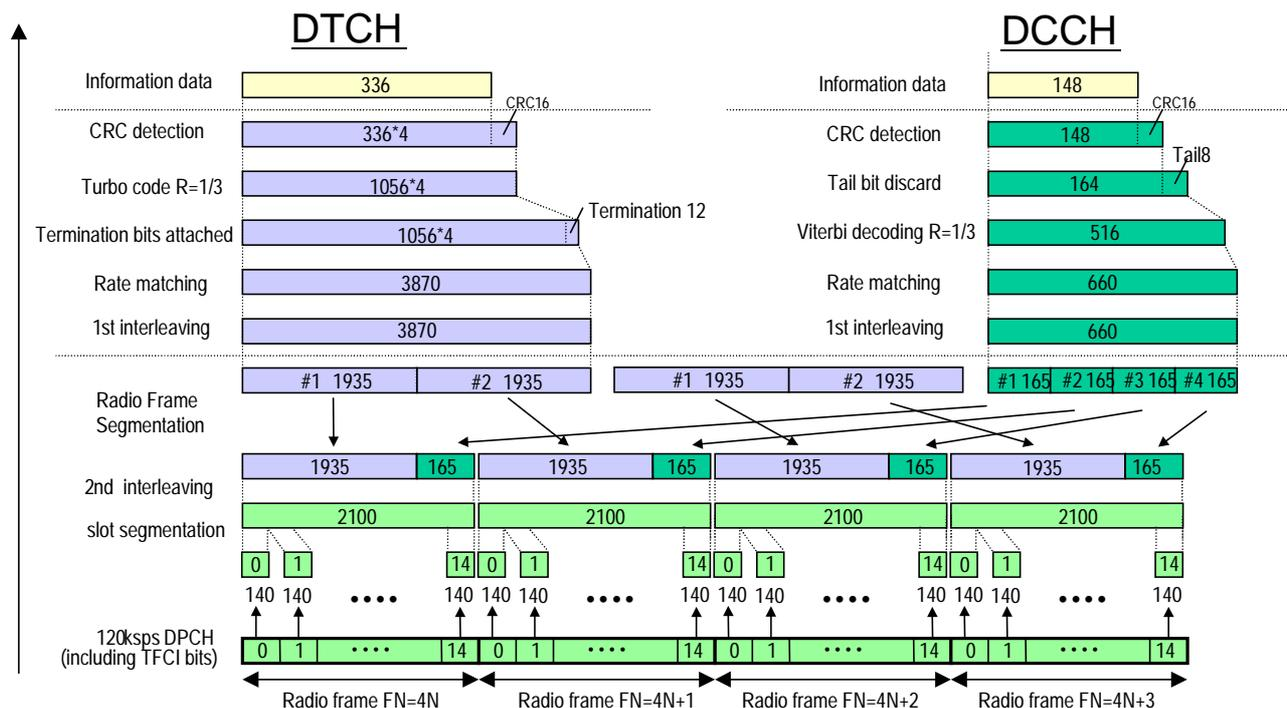 DTCH DCCH
Information data 336 Information data 148
CRC16 CRC16
CRC detection 336*4 CRC detection 148
Tail8
Turbo code R=1/3 1056*4 Tail bit discard 164
Termination 12
Termination bits attached 1056*4 Viterbi decoding R=1/3 516
Rate matching 3870 Rate matching 660
1st interleaving 3870 1st interleaving 660
#1 1935 #2 1935 #1 1935 #2 1935 #1 165 #2 165 #3 165 #4 165
Radio Frame
Segmentation
1935 165 1935 165 1935 165 1935 165
2nd interleaving
2100 2100 2100 2100
slot segmentation
0 1 14 0 1 14 0 1 14 0 1 14
140 140 •••• 140 140 140 •••• 140 140 140 •••• 140 140 140 •••• 140
120ksps DPCH
(including TFCI bits)
0 1 •••• 14 0 1 •••• 14 0 1 •••• 14 0 1 •••• 14
Radio frame FN=4N Radio frame FN=4N+1 Radio frame FN=4N+2 Radio frame FN=4N+3